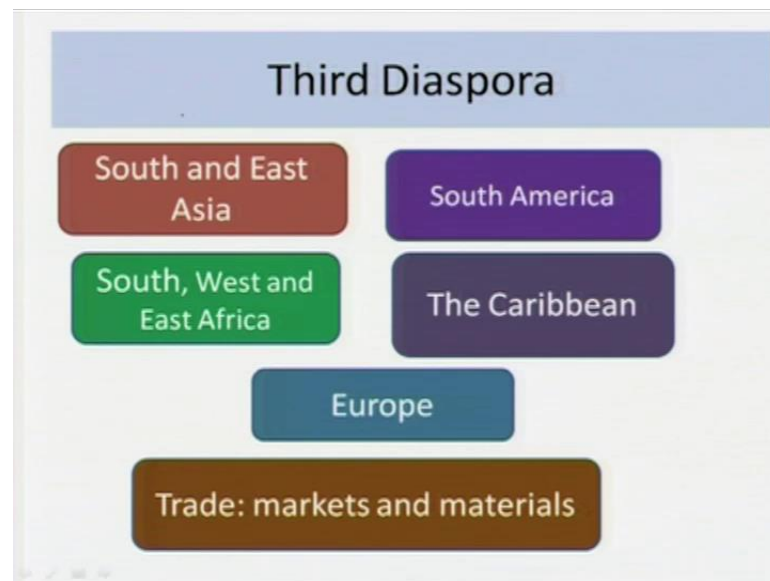 Third Diaspora
South and East
Asia
South America
South, West and
East Africa
The Caribbean
Europe
Trade: markets and materials